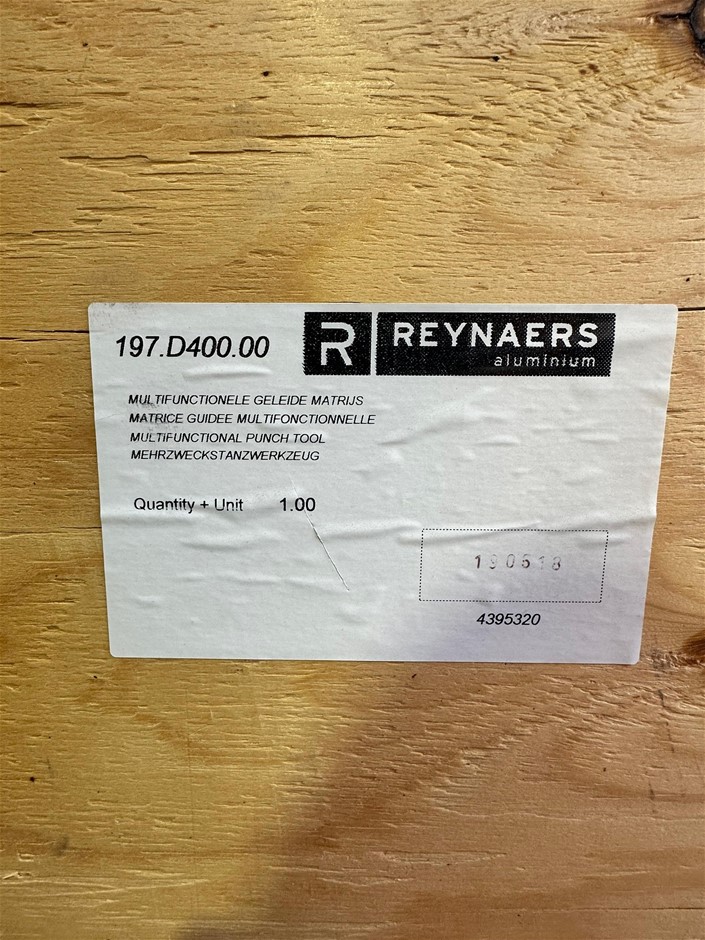 197.D400.00
R REYNAERS
aluminium
MULTIFUNCTIONELE GELEIDE MATRIJS
MATRICE GUIDEE MULTIFONCTIONNELLE
MULTIFUNCTIONAL PUNCH TOOL
MEHRZWECKSTANZWERKZEUG
Quantity + Unit 1.00
190618
4395320